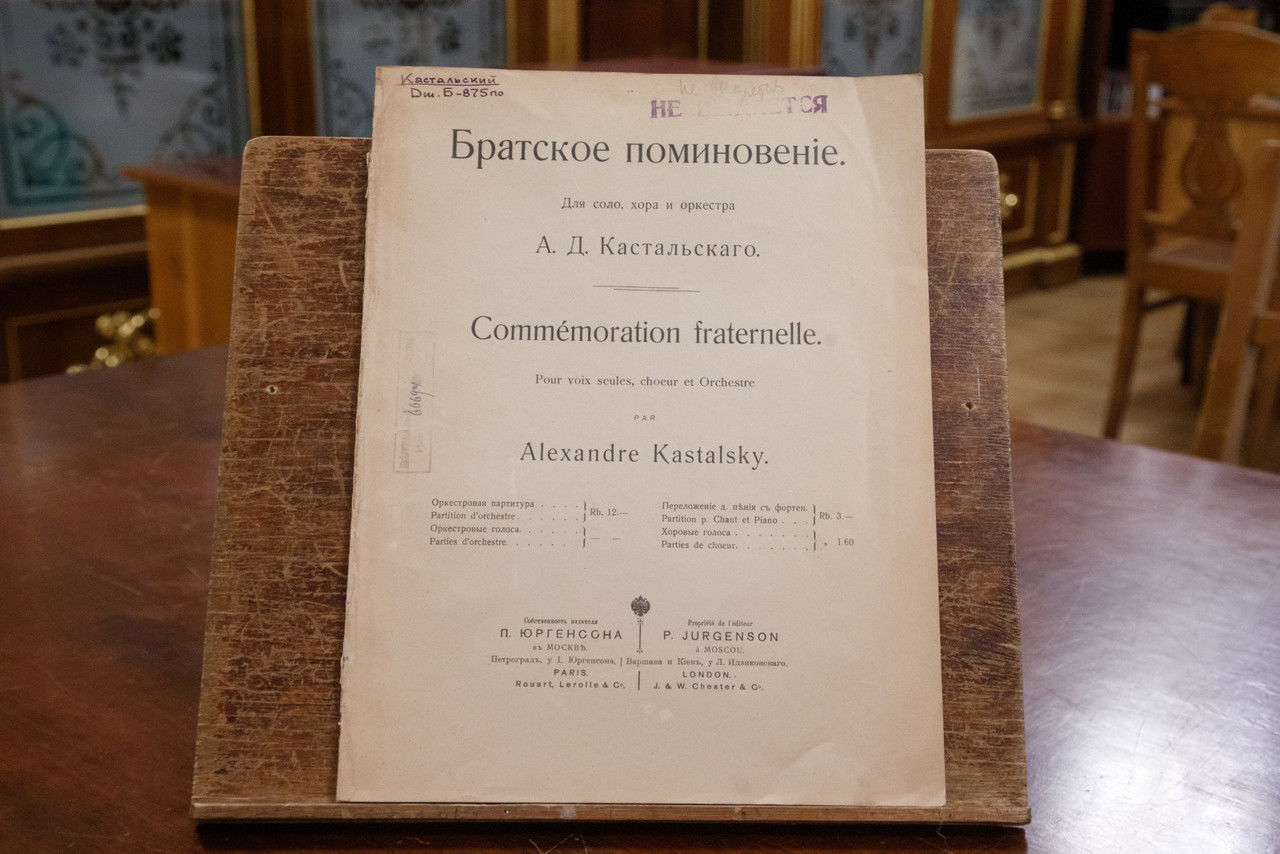 Кастальский
Дш. Б-875по
НЕ
Братское поминовеніе.
Для соло, хора и оркестра
А. Д. Кастальскаго.
Commémoration fraternelle.
Pour voix seules, choeur et Orchestre
PAR
Alexandre Kastalsky.
66694
Оркестровая партитура . . . .
Partition d'orchestre . . . . . .
Rb. 12.—
Оркестровые голоса. . . . . .
Parties d'orchestre. . . . . . .
— —
Переложеніе д. пѣнія съ фортеп.
Partition p. Chant et Piano . . .
Rb. 3.—
Хоровые голоса . . . . . . . .
Parties de choeur. . . . . . . .
„ 1.60
Собственность издателя
П. ЮРГЕНСОНА
въ МОСКВѢ.
Propriété de l'éditeur
P. JURGENSON
à MOSCOU.
Петроградъ, у І. Юргенсона. | Варшава и Кіевъ, у Л. Идзиковскаго.
PARIS.
Rouart, Lerolle & Co.
LONDON.
J. & W. Chester & Co.